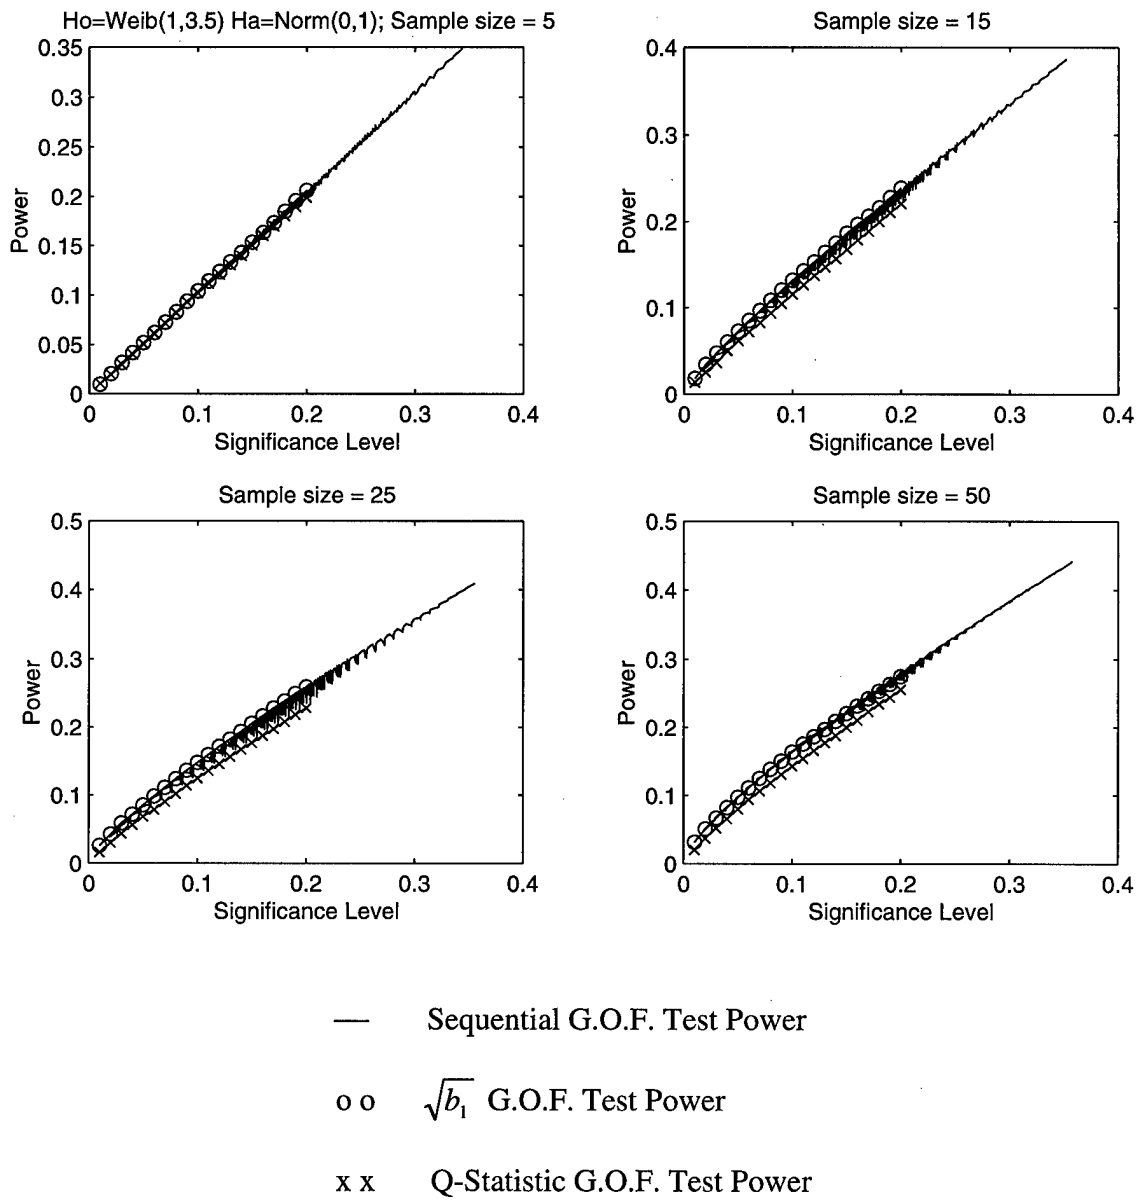 Ho=Weib(1,3.5) Ha=Norm(0,1); Sample size = 5
0.35
0.3
0.25
0.2
0.15
0.1
0.05
0
Power
0 0.1 0.2 0.3 0.4
Significance Level
Sample size = 15
0.4
0.3
0.2
0.1
0
Power
0 0.1 0.2 0.3 0.4
Significance Level
Sample size = 25
0.5
0.4
0.3
0.2
0.1
0
Power
0 0.1 0.2 0.3 0.4
Significance Level
Sample size = 50
0.5
0.4
0.3
0.2
0.1
0
Power
0 0.1 0.2 0.3 0.4
Significance Level
— Sequential G.O.F. Test Power
o o √b₁ G.O.F. Test Power
x x Q-Statistic G.O.F. Test Power